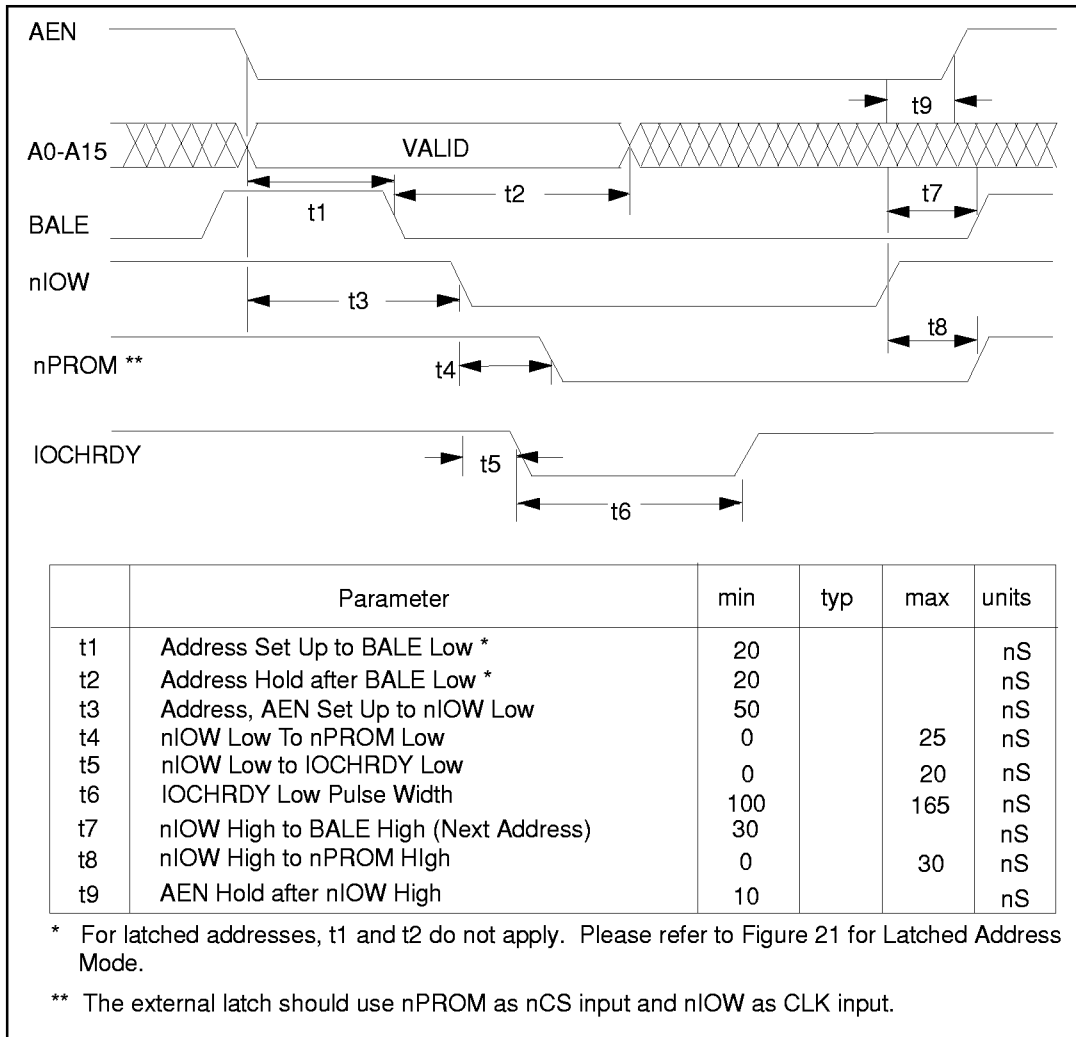 AEN
t9
A0-A15
VALID
t1
t2
t7
BALE
nIOW
t3
t8
nPROM **
t4
IOCHRDY
t5
t6
Parameter min typ max units
t1 Address Set Up to BALE Low * 20 nS
t2 Address Hold after BALE Low * 20 nS
t3 Address, AEN Set Up to nIOW Low 50 nS
t4 nIOW Low To nPROM Low 0 25 nS
t5 nIOW Low to IOCHRDY Low 0 20 nS
t6 IOCHRDY Low Pulse Width 100 165 nS
t7 nIOW High to BALE High (Next Address) 30 nS
t8 nIOW High to nPROM HIgh 0 30 nS
t9 AEN Hold after nIOW High 10 nS
* For latched addresses, t1 and t2 do not apply. Please refer to Figure 21 for Latched Address
Mode.
** The external latch should use nPROM as nCS input and nIOW as CLK input.